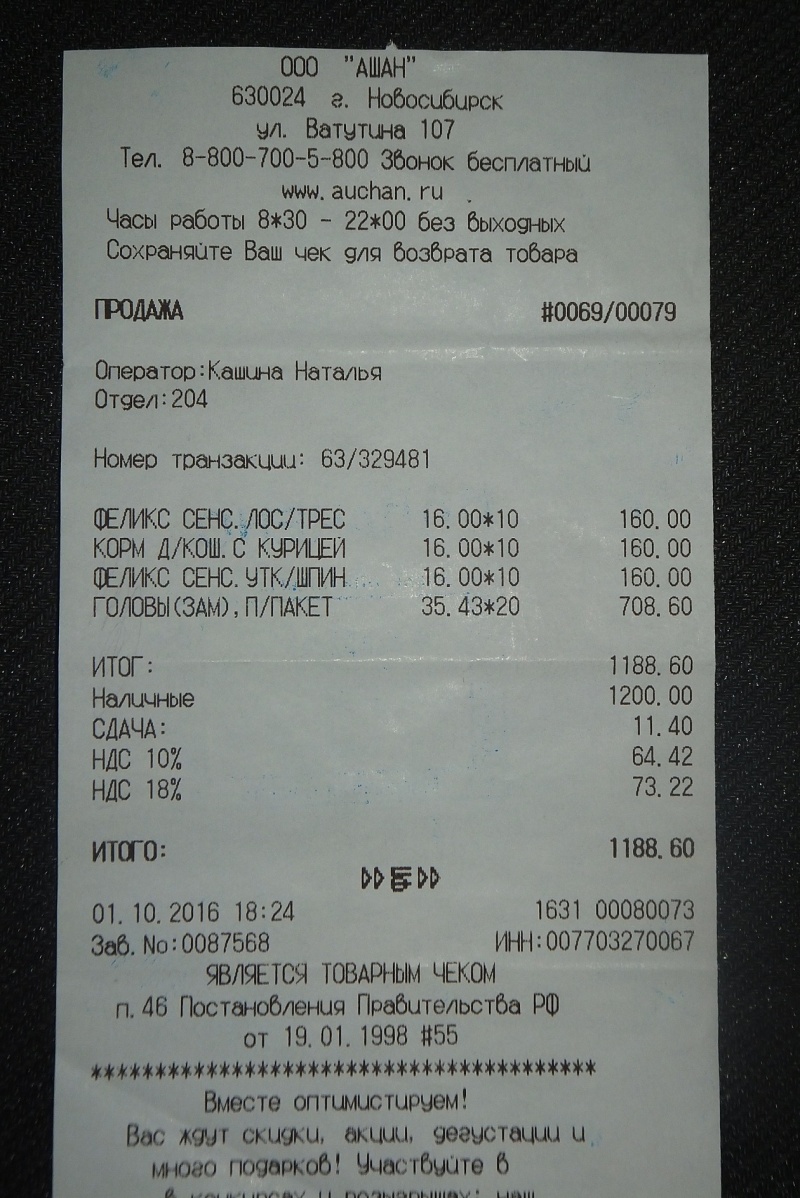 ООО "АШАН"
630024 г. Новосибирск
ул. Ватутина 107
Тел. 8-800-700-5-800 Звонок бесплатный
www.auchan.ru
Часы работы 8*30 - 22*00 без выходных
Сохраняйте Ваш чек для возврата товара
ПРОДАЖА #0069/00079
Оператор:Кашина Наталья
Отдел:204
Номер транзакции: 63/329481
ФЕЛИКС СЕНС.ЛОС/ТРЕС 16.00*10 160.00
КОРМ Д/КОШ.С КУРИЦЕЙ 16.00*10 160.00
ФЕЛИКС СЕНС.УТК/ШПИН 16.00*10 160.00
ГОЛОВЫ(ЗАМ),П/ПАКЕТ 35.43*20 708.60
ИТОГ: 1188.60
Наличные 1200.00
СДАЧА: 11.40
НДС 10% 64.42
НДС 18% 73.22
ИТОГО: 1188.60
01.10.2016 18:24 1631 00080073
Зав.No:0087568 ИНН:007703270067
ЯВЛЯЕТСЯ ТОВАРНЫМ ЧЕКОМ
п.46 Постановления Правительства РФ
от 19.01.1998 #55
****************************************
Вместе оптимистируем!
Вас ждут скидки, акции, дегустации и
много подарков! Участвуйте в
в конкурсах и розыгрышах: наш